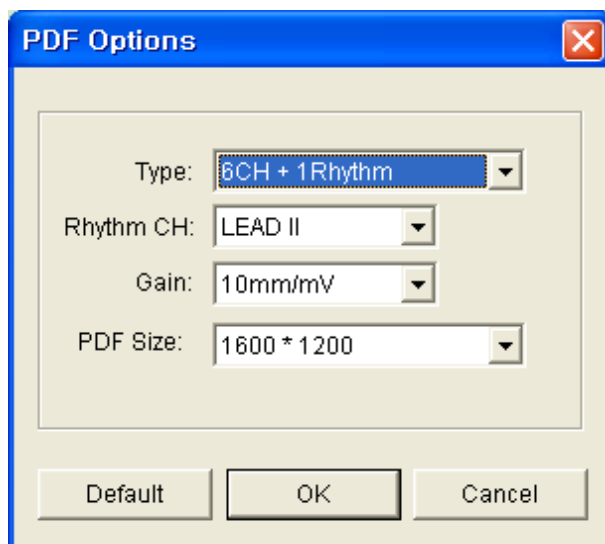 PDF Options
Type: 6CH + 1Rhythm
Rhythm CH: LEAD II
Gain: 10mm/mV
PDF Size: 1600 * 1200
Default OK Cancel